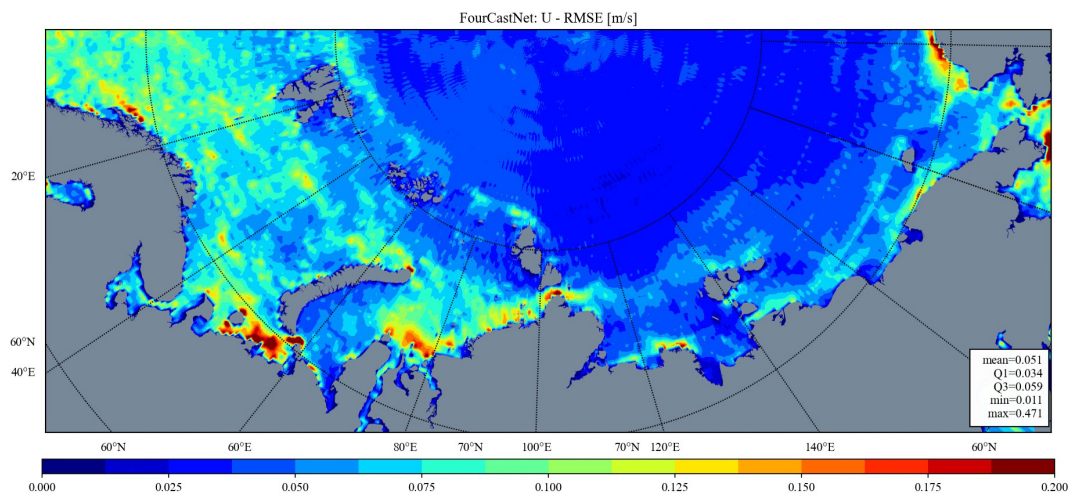 FourCastNet: U - RMSE [m/s]
20°E
60°N
40°E
mean=0.051
Q1=0.034
Q3=0.059
min=0.011
max=0.471
60°N 60°E 80°E 70°N 100°E 70°N 120°E 140°E 60°N
0.000 0.025 0.050 0.075 0.100 0.125 0.150 0.175 0.200